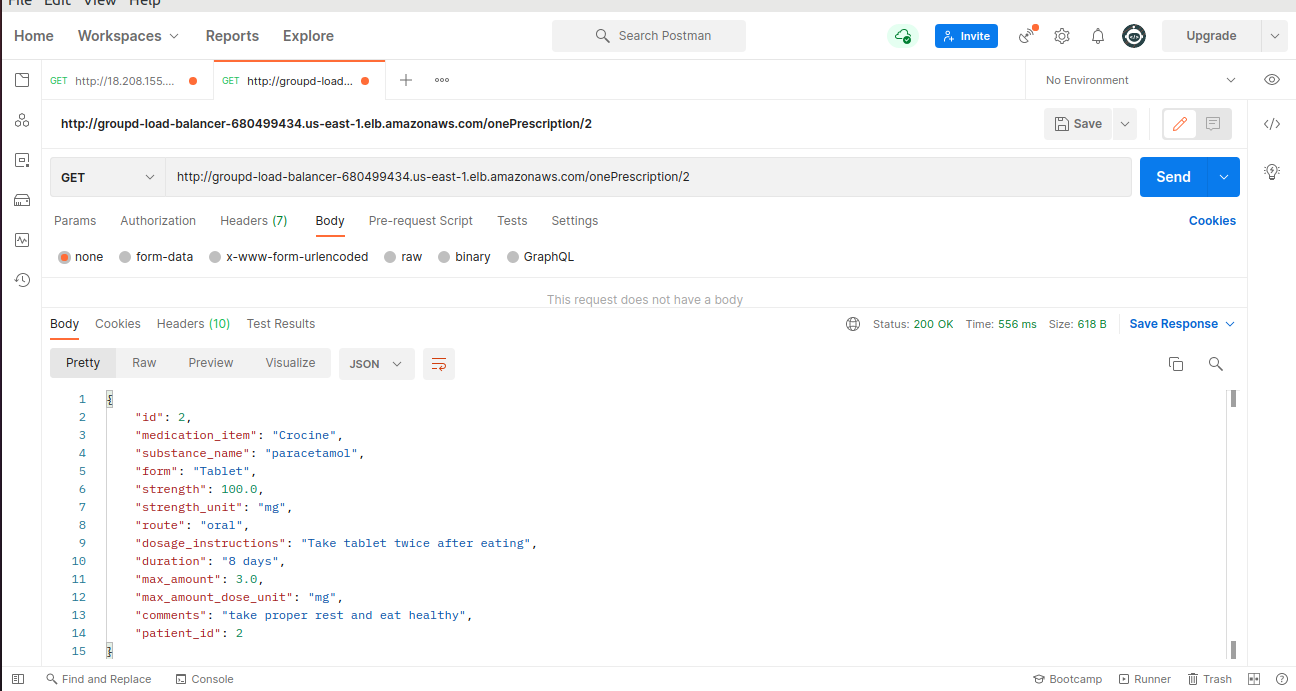 File Edit View Help
Home Workspaces Reports Explore Search Postman Invite Upgrade
GET http://18.208.155.... GET http://groupd-load... No Environment
http://groupd-load-balancer-680499434.us-east-1.elb.amazonaws.com/onePrescription/2 Save
GET http://groupd-load-balancer-680499434.us-east-1.elb.amazonaws.com/onePrescription/2 Send
Params Authorization Headers (7) Body Pre-request Script Tests Settings Cookies
none form-data x-www-form-urlencoded raw binary GraphQL
This request does not have a body
Body Cookies Headers (10) Test Results Status: 200 OK Time: 556 ms Size: 618 B Save Response
Pretty Raw Preview Visualize JSON
1 {
2 "id": 2,
3 "medication_item": "Crocine",
4 "substance_name": "paracetamol",
5 "form": "Tablet",
6 "strength": 100.0,
7 "strength_unit": "mg",
8 "route": "oral",
9 "dosage_instructions": "Take tablet twice after eating",
10 "duration": "8 days",
11 "max_amount": 3.0,
12 "max_amount_dose_unit": "mg",
13 "comments": "take proper rest and eat healthy",
14 "patient_id": 2
15 }
Find and Replace Console Bootcamp Runner Trash